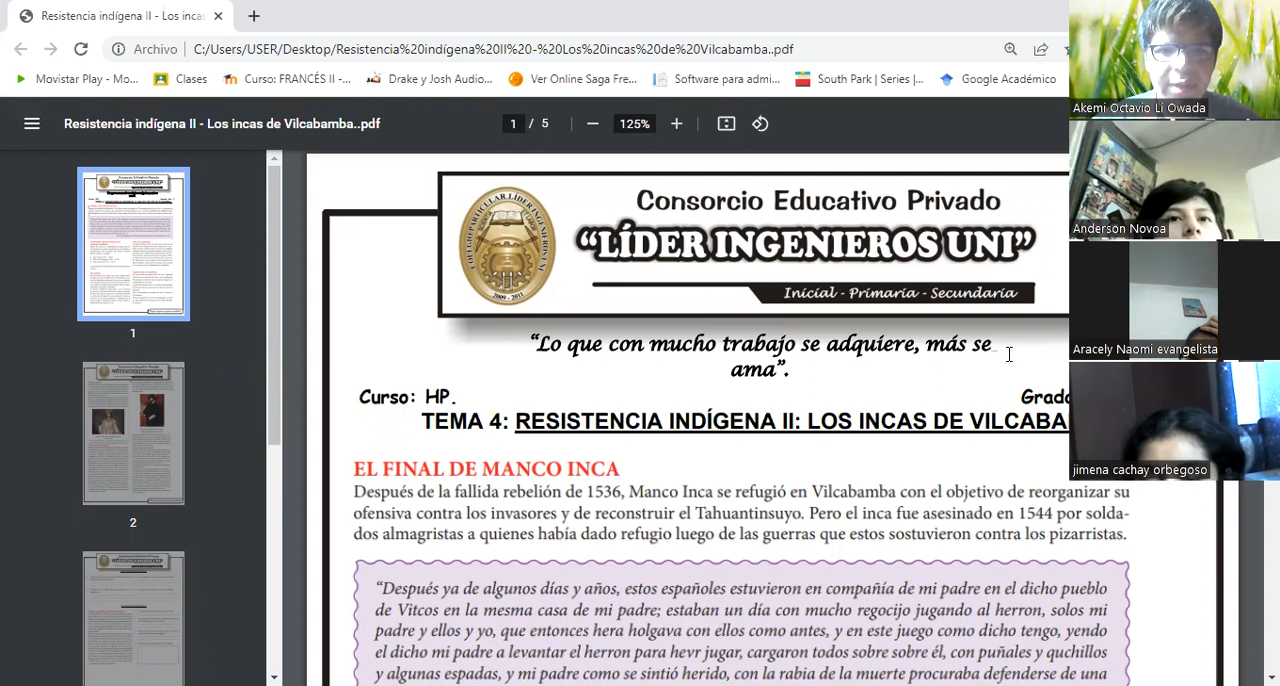 Resistencia indígena II - Los incas
Archivo C:/Users/USER/Desktop/Resistencia%20indígena%20II%20-%20Los%20incas%20de%20Vilcabamba..pdf
Movistar Play - Mo... Clases Curso: FRANCÉS II -... Drake y Josh Audio... Ver Online Saga Fre... Software para admi... South Park | Series |... Google Académico
Resistencia indígena II - Los incas de Vilcabamba..pdf 1 / 5 125%
Akemi Octavio Li Owada
Anderson Novoa
Aracely Naomi evangelista
jimena cachay orbegoso
1
2
Consorcio Educativo Privado
“LÍDER INGENIEROS UNI”
Inicial - Primaria - Secundaria
2009 - 2011
“Lo que con mucho trabajo se adquiere, más se
ama”.
Curso: HP. Grado
TEMA 4: RESISTENCIA INDÍGENA II: LOS INCAS DE VILCABA
EL FINAL DE MANCO INCA
Después de la fallida rebelión de 1536, Manco Inca se refugió en Vilcabamba con el objetivo de reorganizar su
ofensiva contra los invasores y de reconstruir el Tahuantinsuyo. Pero el inca fue asesinado en 1544 por solda-
dos almagristas a quienes había dado refugio luego de las guerras que estos sostuvieron contra los pizarristas.
“Después ya de algunos días y años, estos españoles estuvieron en compañía de mi padre en el dicho pueblo
de Vitcos en la mesma casa de mi padre; estaban un día con mucho regocijo jugando al herron, solos mi
padre y ellos y yo, que entonces hera holgava con ellos como antes, y en este juego como dicho tengo, yendo
el dicho mi padre a levantar el herron para hevr jugar, cargaron todos sobre sobre él, con puñales y quchillos
y algunas espadas, y mi padre como se sintió herido, con la rabia de la muerte procuraba defenderse de una